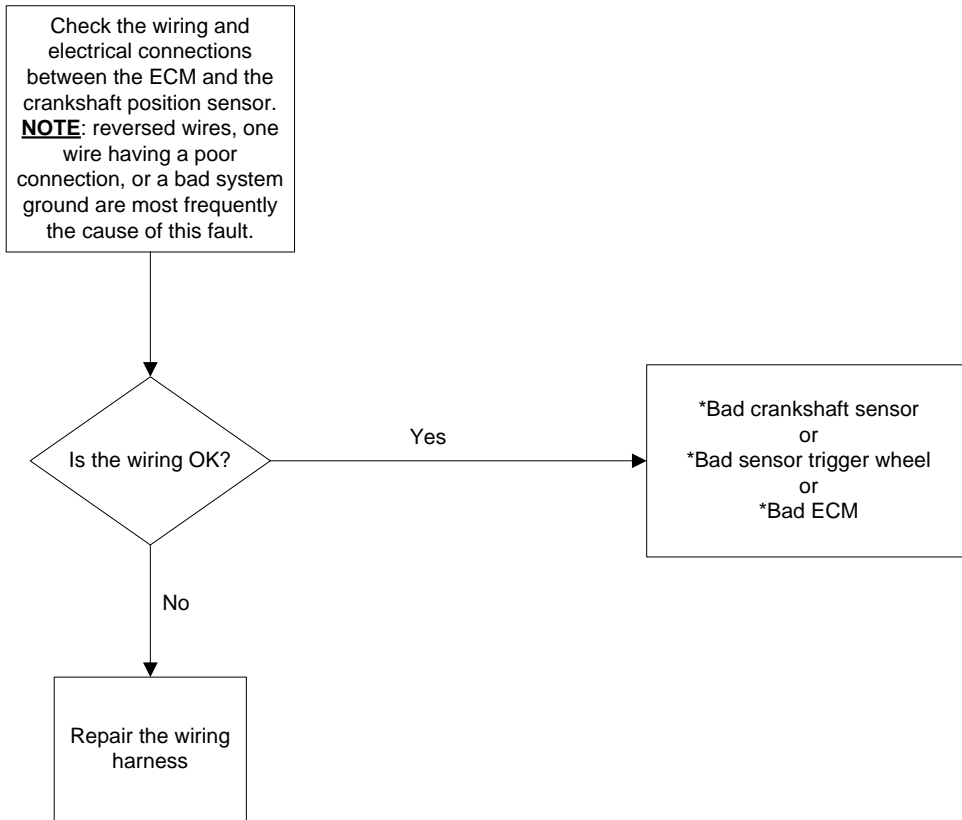 Check the wiring and
electrical connections
between the ECM and the
crankshaft position sensor.
NOTE: reversed wires, one
wire having a poor
connection, or a bad system
ground are most frequently
the cause of this fault.
Is the wiring OK?
Yes
*Bad crankshaft sensor
or
*Bad sensor trigger wheel
or
*Bad ECM
No
Repair the wiring
harness